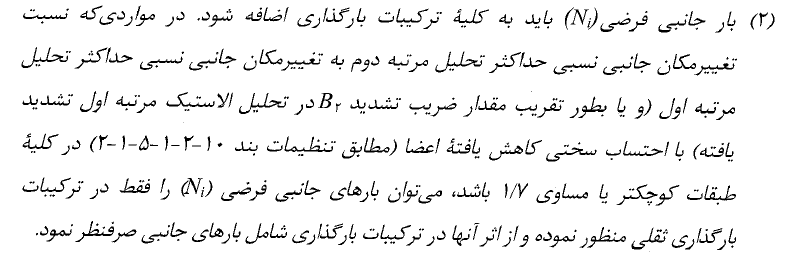 (۲) بار جانبی فرضی(Ni) باید به کلیهٔ ترکیبات بارگذاری اضافه شود. در مواردی‌که نسبت
تغییرمکان جانبی نسبی حداکثر تحلیل مرتبه دوم به تغییرمکان جانبی نسبی حداکثر تحلیل
مرتبه اول (و یا بطور تقریب مقدار ضریب تشدید B۲ در تحلیل الاستیک مرتبه اول تشدید
یافته) با احتساب سختی کاهش یافتهٔ اعضا (مطابق تنظیمات بند ۱۰-۲-۱-۵-۱-۲) در کلیهٔ
طبقات کوچکتر یا مساوی ۱/۷ باشد، می‌توان بارهای جانبی فرضی (Ni) را فقط در ترکیبات
بارگذاری ثقلی منظور نموده و از اثر آنها در ترکیبات بارگذاری شامل بارهای جانبی صرفنظر نمود.